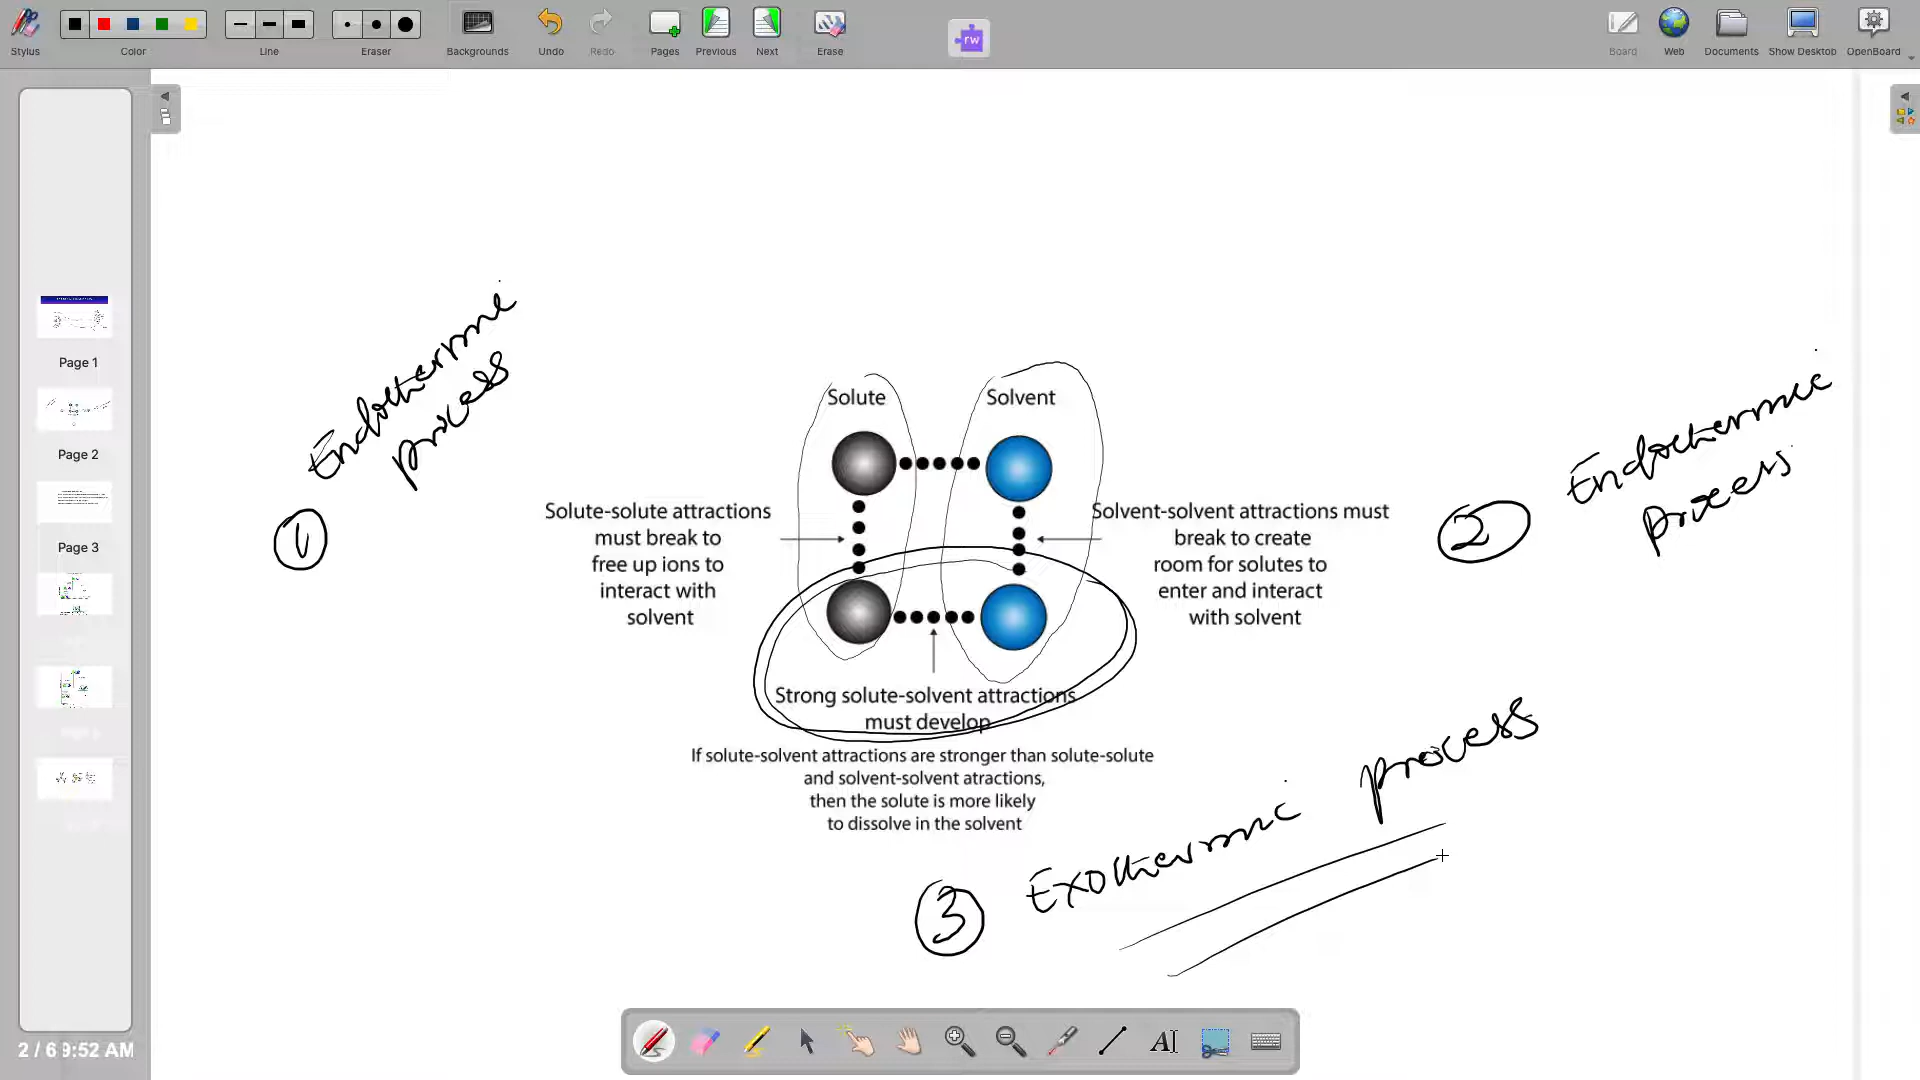 Stylus
Color
Line
Eraser
Backgrounds
Undo
Redo
Pages
Previous
Next
Erase
rw
Board
Web
Documents
Show Desktop
OpenBoard
Page 1
Page 2
Page 3
2 / 6 9:52 AM
Endothermic
process
1
Solute
Solvent
Solute-solute attractions
must break to
free up ions to
interact with
solvent
Solvent-solvent attractions must
break to create
room for solutes to
enter and interact
with solvent
2
Endothermic
process
Strong solute-solvent attractions
must develop
If solute-solvent attractions are stronger than solute-solute
and solvent-solvent atractions,
then the solute is more likely
to dissolve in the solvent
3 Exothermic process
AI